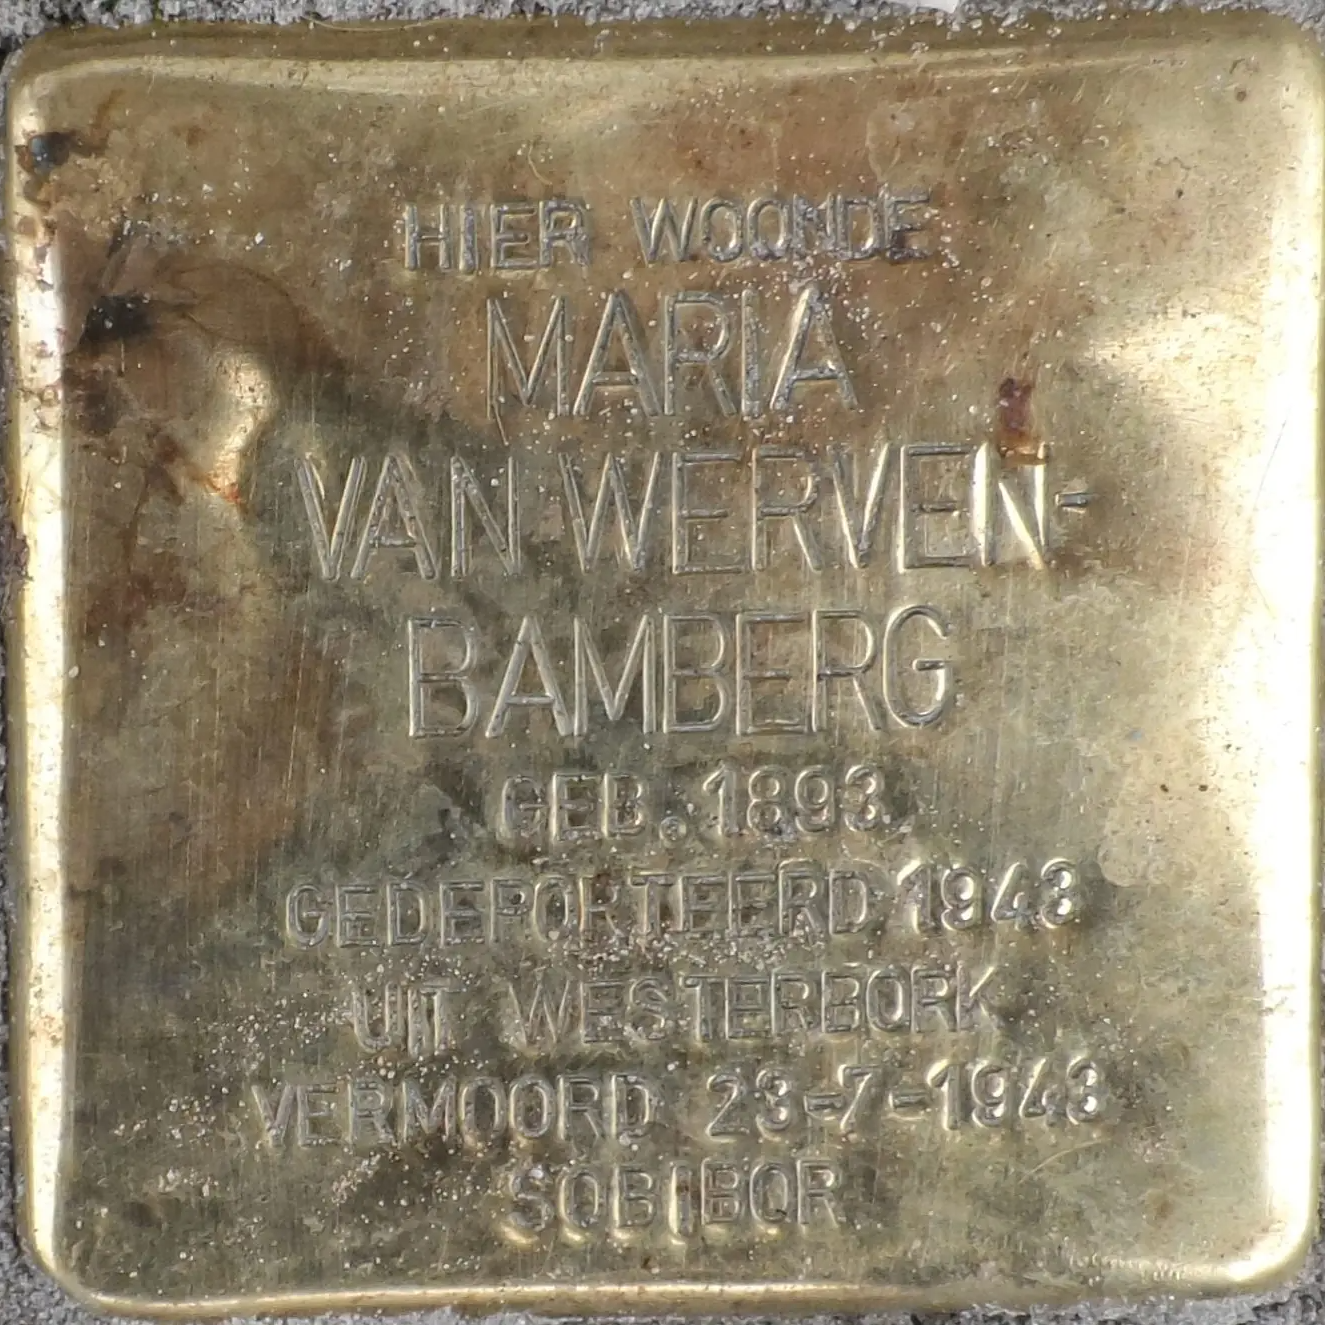 HIER WOONDE
MARIA
VAN WERVEN-
BAMBERG
GEB. 1893
GEDEPORTEERD 1943
UIT WESTERBORK
VERMOORD 23-7-1943
SOBIBOR